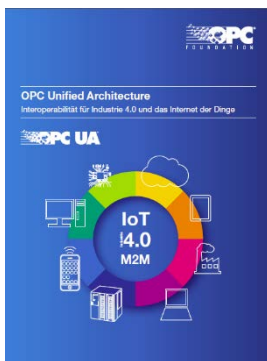 OPC
FOUNDATION
OPC Unified Architecture
Interoperabilität für Industrie 4.0 und das Internet der Dinge
OPC UA
IoT
I4.0
M2M